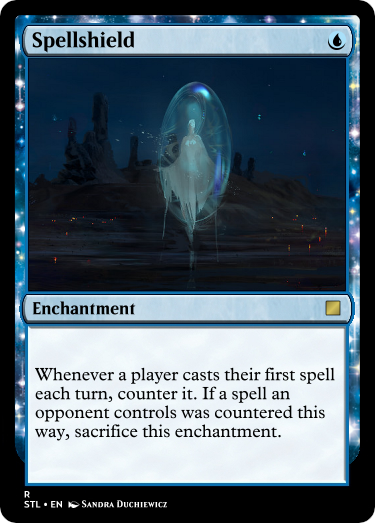 Spellshield
Enchantment
Whenever a player casts their first spell
each turn, counter it. If a spell an
opponent controls was countered this
way, sacrifice this enchantment.
R
STL • EN Sandra Duchiewicz